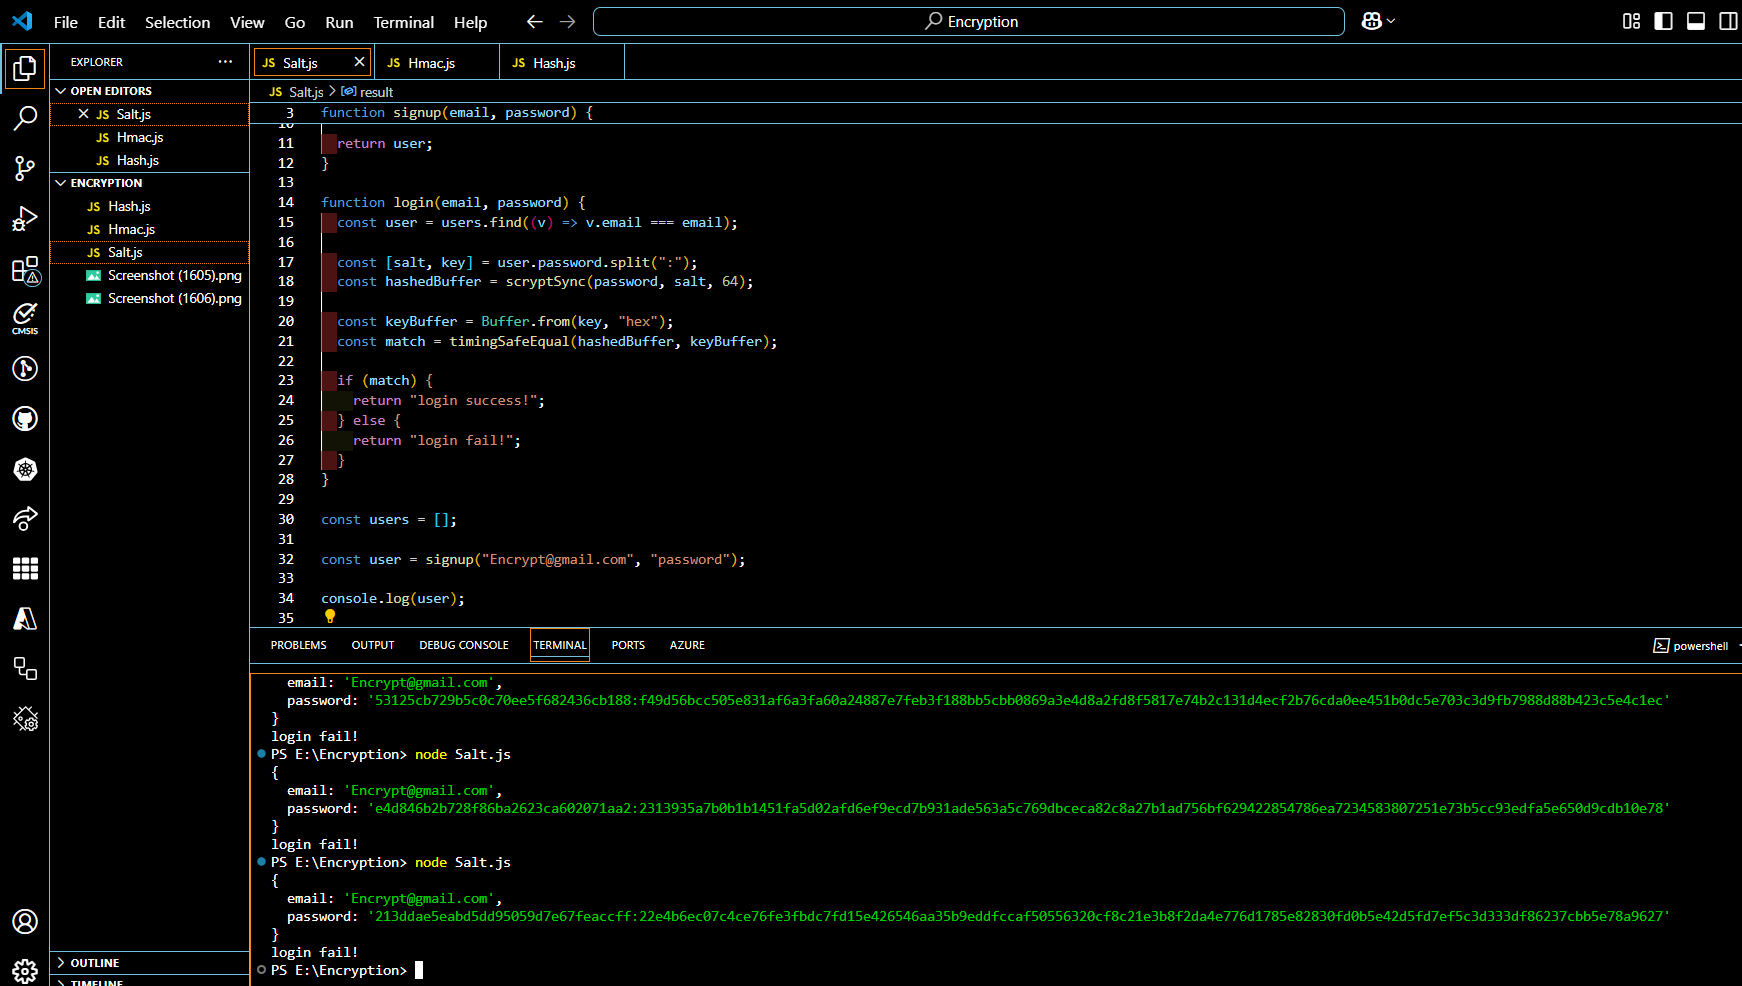 File Edit Selection View Go Run Terminal Help
Encryption
EXPLORER
OPEN EDITORS
JS Salt.js
JS Hmac.js
JS Hash.js
ENCRYPTION
JS Hash.js
JS Hmac.js
JS Salt.js
Screenshot (1605).png
Screenshot (1606).png
CMSIS
OUTLINE
TIMELINE
JS Salt.js JS Hmac.js JS Hash.js
JS Salt.js > result
3 function signup(email, password) {
10
11 return user;
12 }
13
14 function login(email, password) {
15 const user = users.find((v) => v.email === email);
16
17 const [salt, key] = user.password.split(":");
18 const hashedBuffer = scryptSync(password, salt, 64);
19
20 const keyBuffer = Buffer.from(key, "hex");
21 const match = timingSafeEqual(hashedBuffer, keyBuffer);
22
23 if (match) {
24 return "login success!";
25 } else {
26 return "login fail!";
27 }
28 }
29
30 const users = [];
31
32 const user = signup("Encrypt@gmail.com", "password");
33
34 console.log(user);
35
PROBLEMS OUTPUT DEBUG CONSOLE TERMINAL PORTS AZURE
powershell
email: 'Encrypt@gmail.com',
password: '53125cb729b5c0c70ee5f682436cb188:f49d56bcc505e831af6a3fa60a24887e7feb3f188bb5cbb0869a3e4d8a2fd8f5817e74b2c131d4ecf2b76cda0ee451b0dc5e703c3d9fb7988d88b423c5e4c1ec'
}
login fail!
PS E:\Encryption> node Salt.js
{
email: 'Encrypt@gmail.com',
password: 'e4d846b2b728f86ba2623ca602071aa2:2313935a7b0b1b1451fa5d02afd6ef9ecd7b931ade563a5c769dbceca82c8a27b1ad756bf629422854786ea7234583807251e73b5cc93edfa5e650d9cdb10e78'
}
login fail!
PS E:\Encryption> node Salt.js
{
email: 'Encrypt@gmail.com',
password: '213ddae5eabd5dd95059d7e67feaccff:22e4b6ec07c4ce76fe3fbdc7fd15e426546aa35b9eddfccaf50556320cf8c21e3b8f2da4e776d1785e82830fd0b5e42d5fd7ef5c3d333df86237cbb5e78a9627'
}
login fail!
PS E:\Encryption>